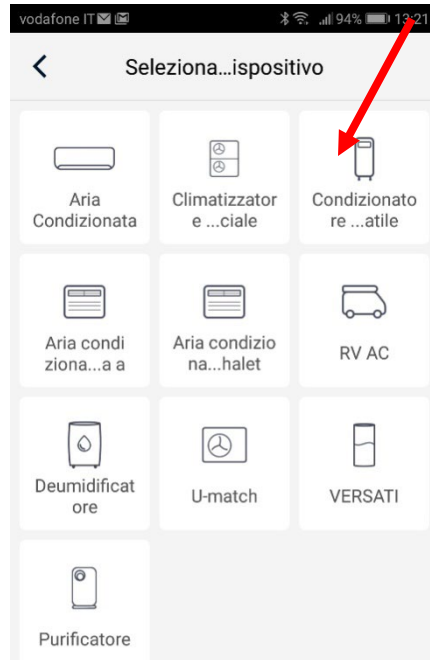 vodafone IT 94% 13:21
Seleziona...ispositivo
Aria
Condizionata
Climatizzator
e ...ciale
Condizionato
re ...atile
Aria condi
ziona...a a
Aria condizio
na...halet
RV AC
Deumidificat
ore
U-match
VERSATI
Purificatore